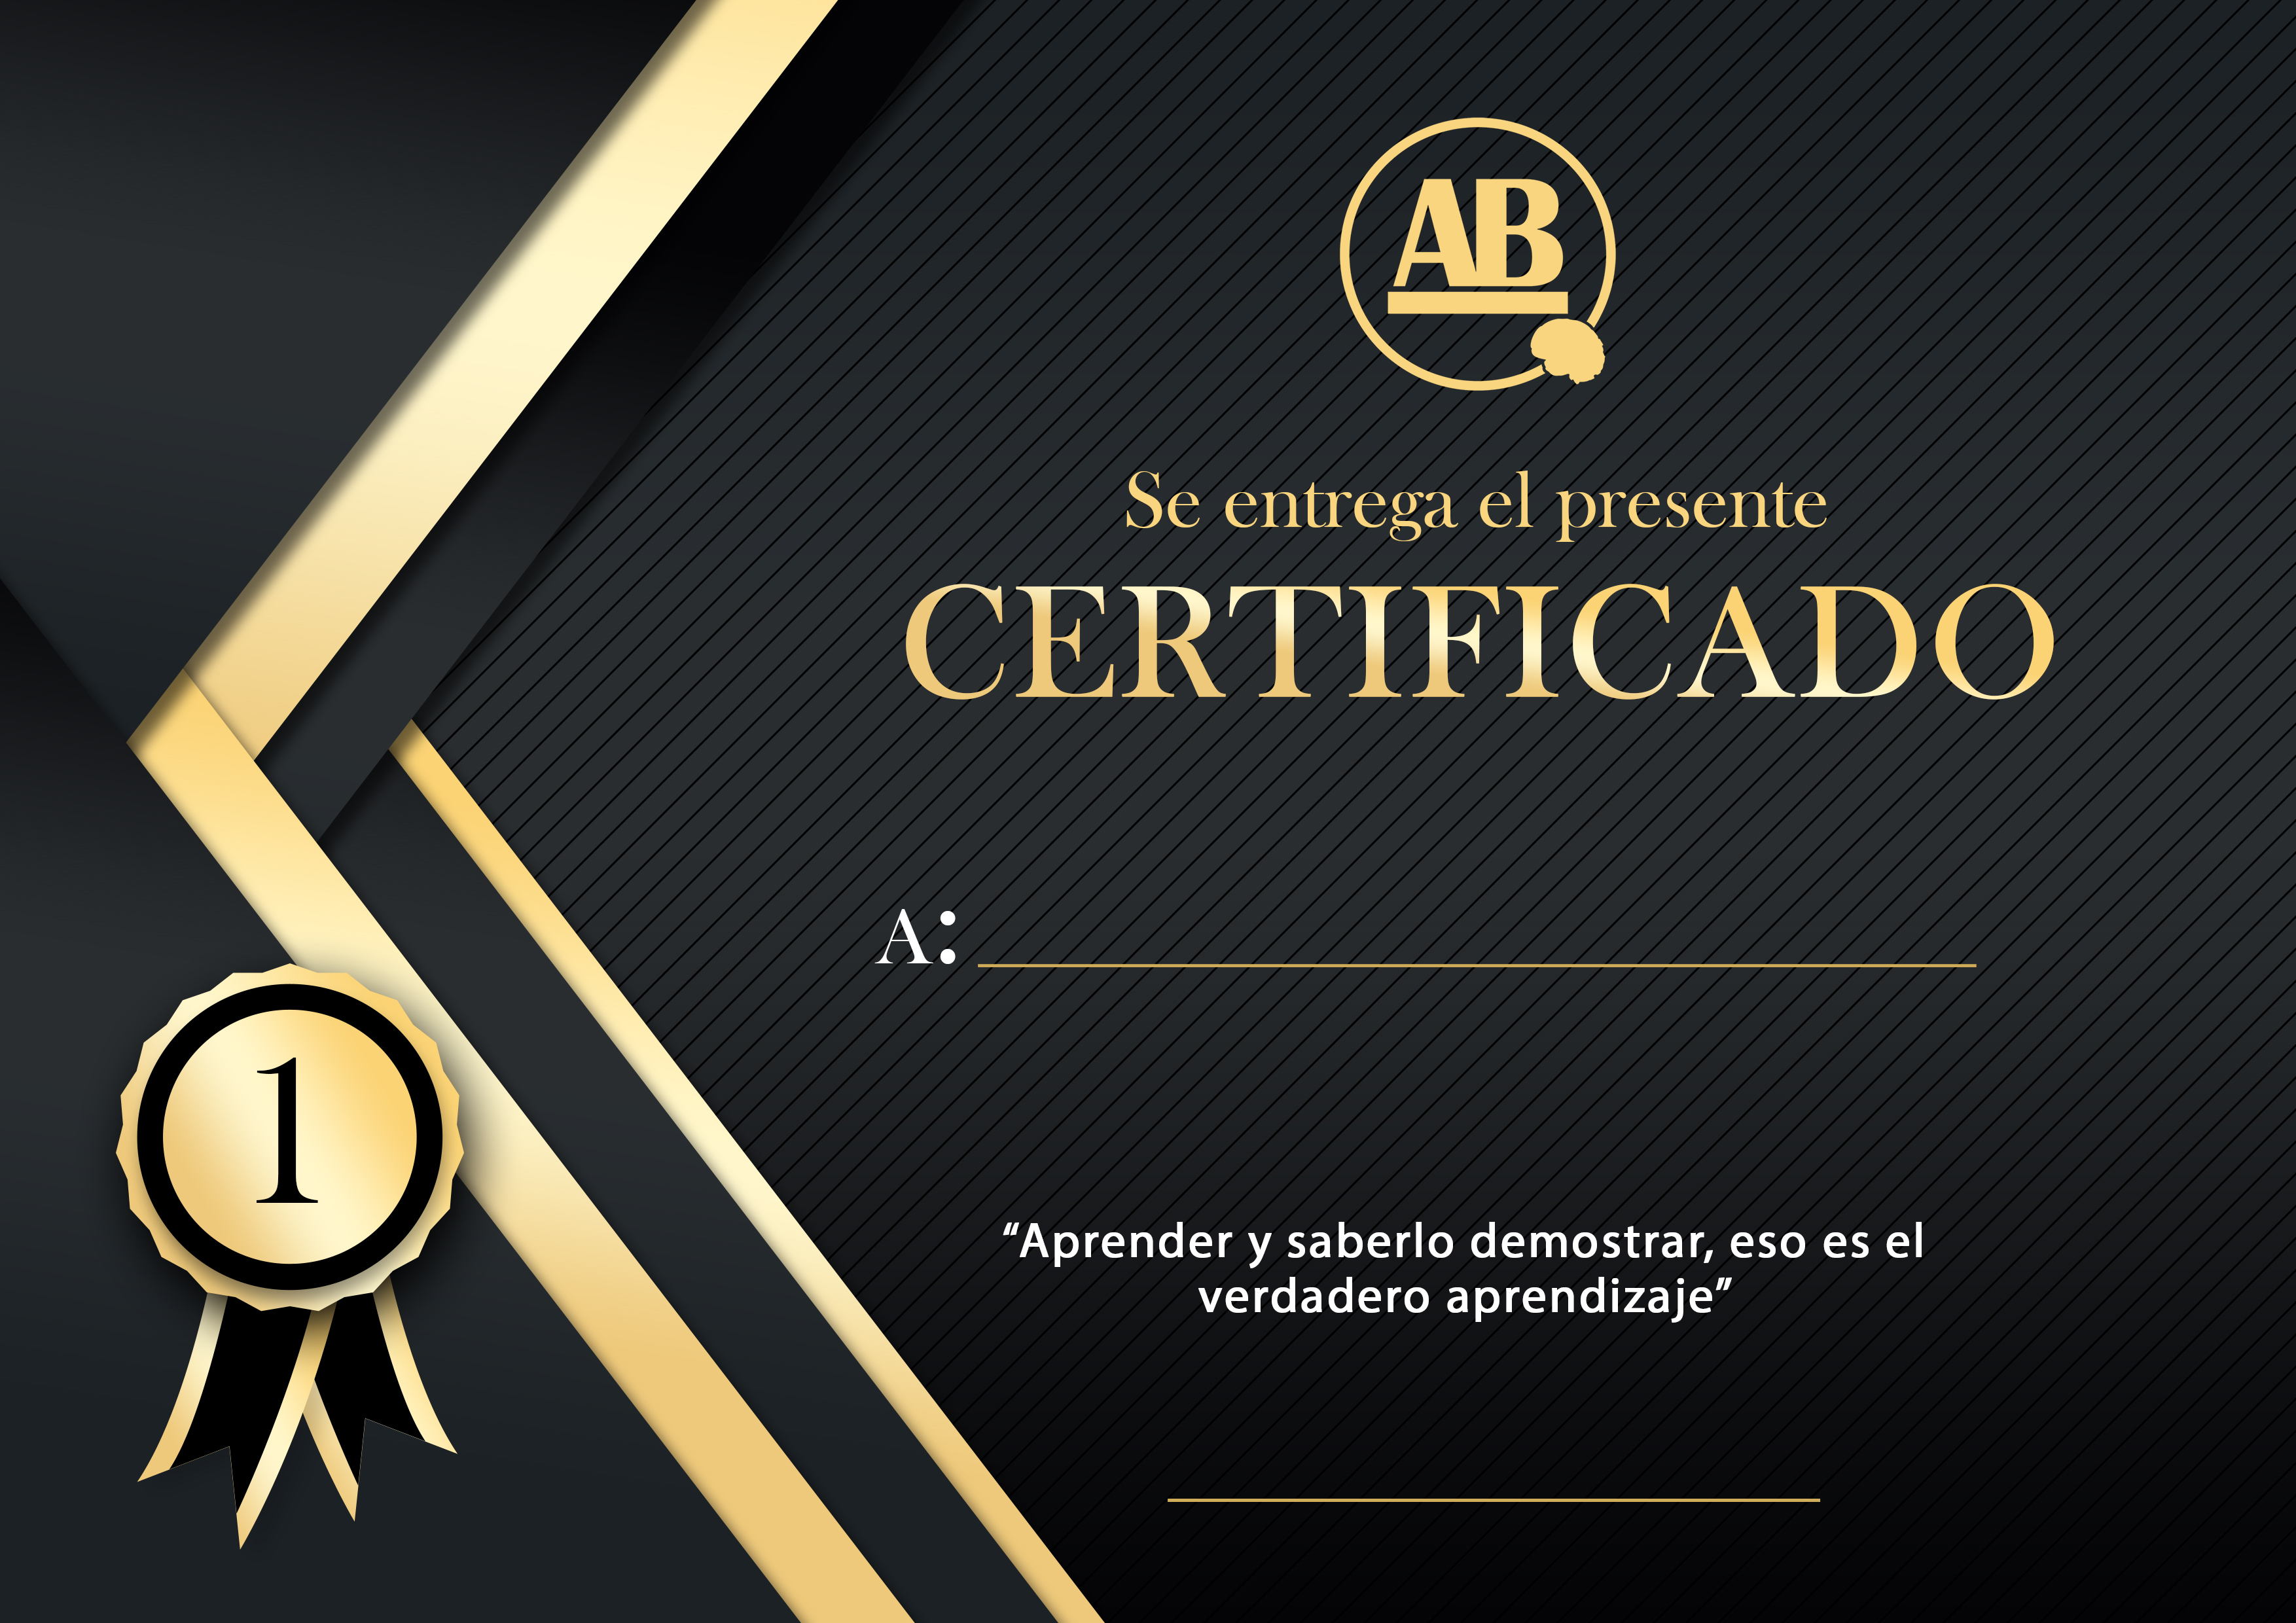 AB
Se entrega el presente
CERTIFICADO
A:
1
“Aprender y saberlo demostrar, eso es el
verdadero aprendizaje”